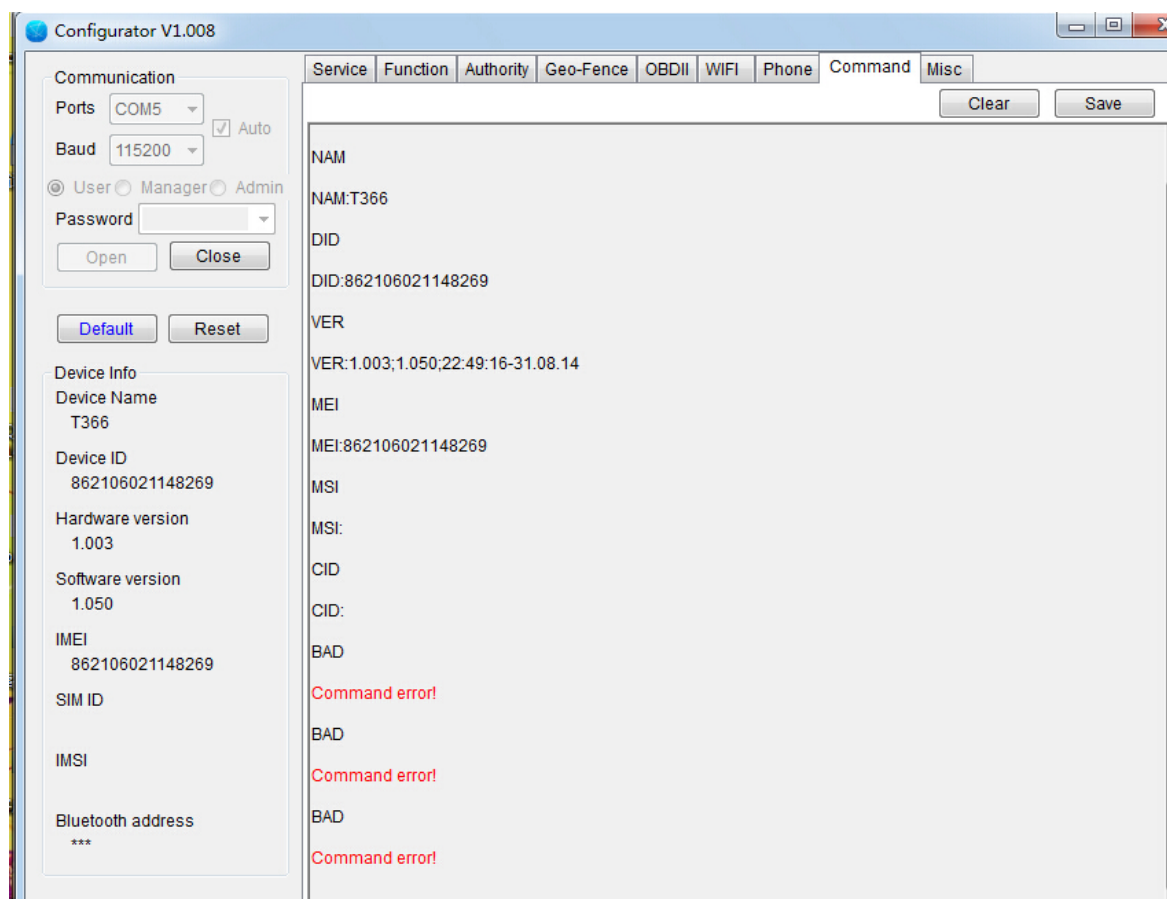 Configurator V1.008
Communication
Ports COM5
Auto
Baud 115200
User Manager Admin
Password
Open Close
Default Reset
Device Info
Device Name
T366
Device ID
862106021148269
Hardware version
1.003
Software version
1.050
IMEI
862106021148269
SIM ID
IMSI
Bluetooth address
***
Service Function Authority Geo-Fence OBDII WIFI Phone Command Misc
Clear Save
NAM
NAM:T366
DID
DID:862106021148269
VER
VER:1.003;1.050;22:49:16-31.08.14
MEI
MEI:862106021148269
MSI
MSI:
CID
CID:
BAD
Command error!
BAD
Command error!
BAD
Command error!